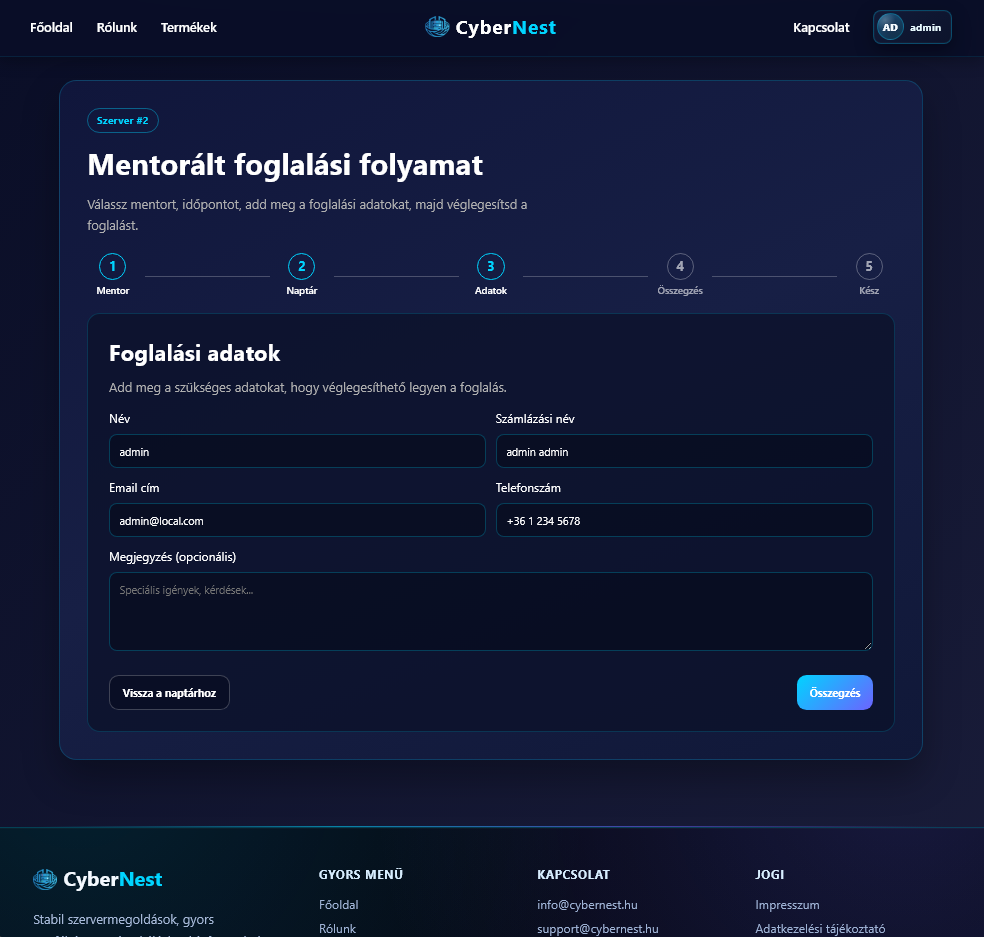 Főoldal Rólunk Termékek CyberNest Kapcsolat AD admin
Szerver #2
Mentorált foglalási folyamat
Válassz mentort, időpontot, add meg a foglalási adatokat, majd véglegesítsd a
foglalást.
1 2 3 4 5
Mentor Naptár Adatok Összegzés Kész
Foglalási adatok
Add meg a szükséges adatokat, hogy véglegesíthető legyen a foglalás.
Név Számlázási név
admin admin admin
Email cím Telefonszám
admin@local.com +36 1 234 5678
Megjegyzés (opcionális)
Speciális igények, kérdések...
Vissza a naptárhoz Összegzés
CyberNest GYORS MENÜ KAPCSOLAT JOGI
Főoldal info@cybernest.hu Impresszum
Stabil szervermegoldások, gyors
Rólunk support@cybernest.hu Adatkezelési tájékoztató